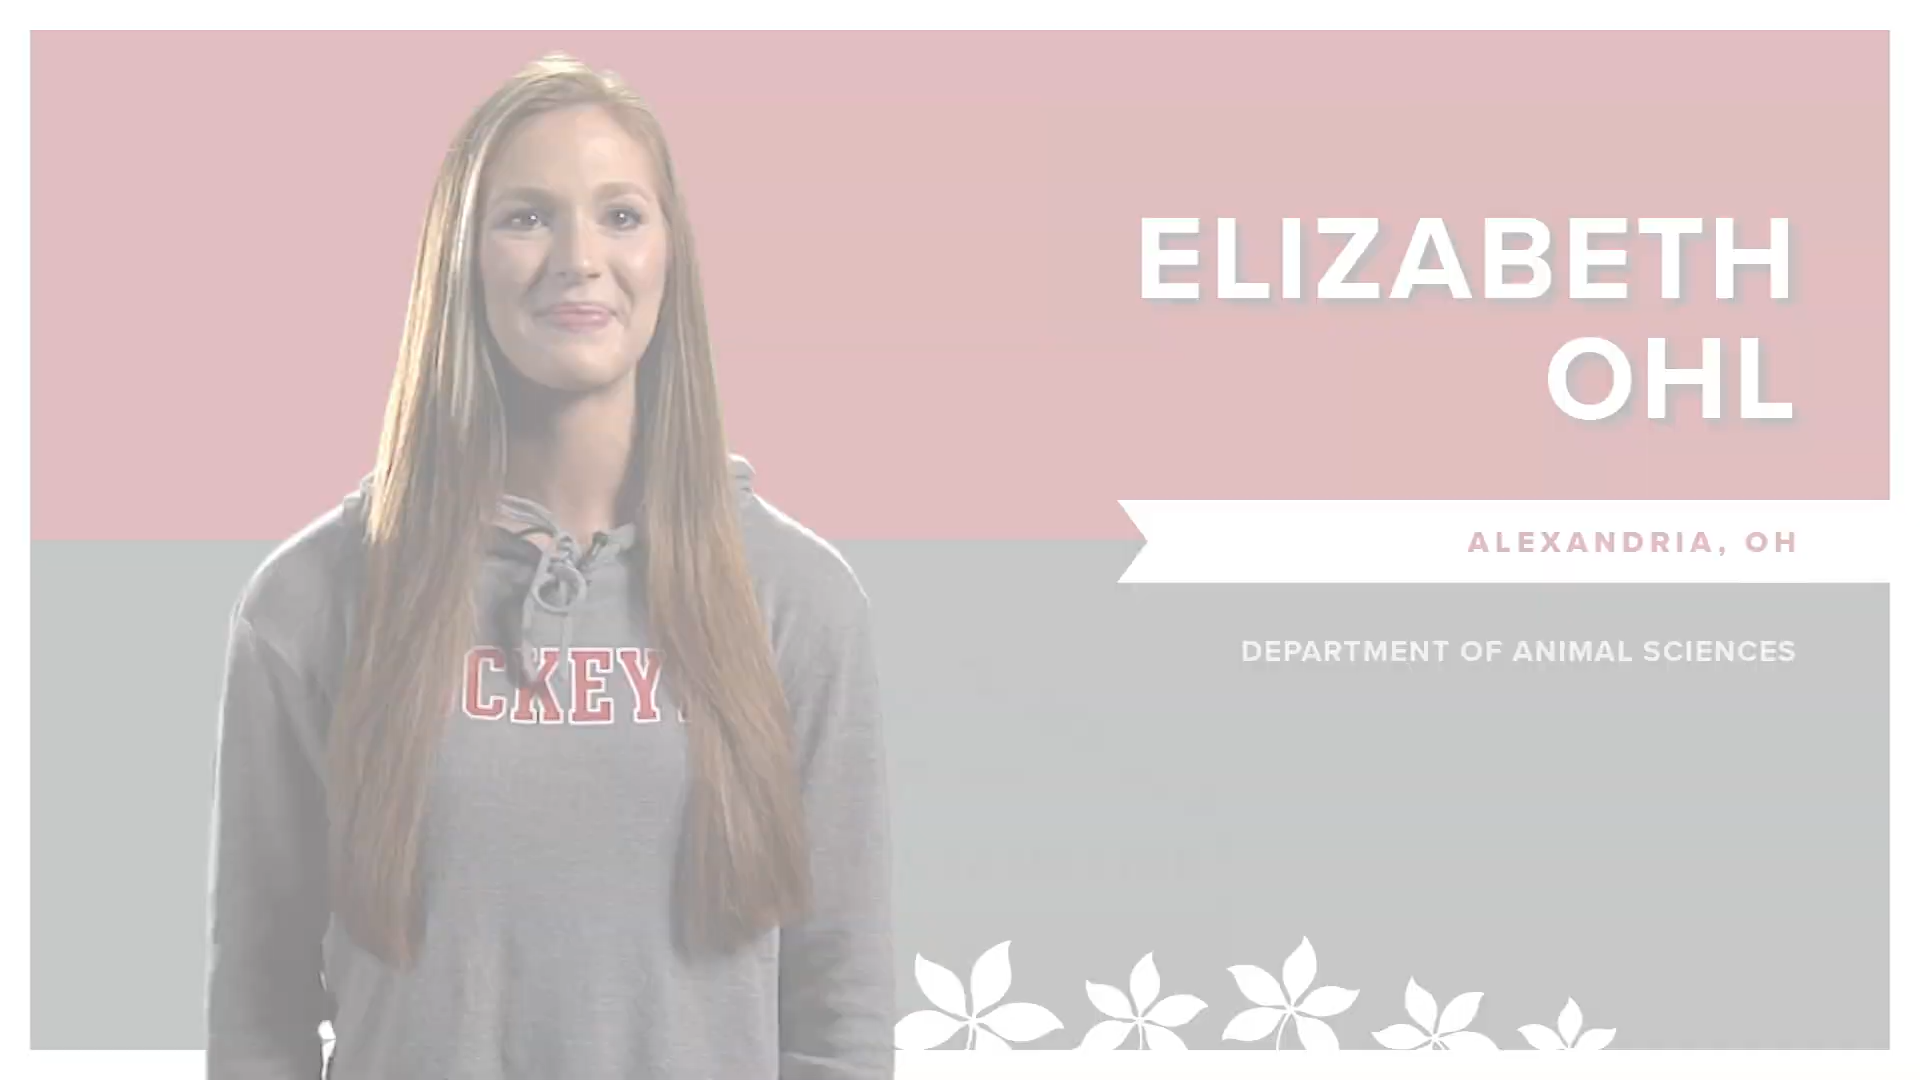 ELIZABETH
OHL
ALEXANDRIA, OH
DEPARTMENT OF ANIMAL SCIENCES
CKEY